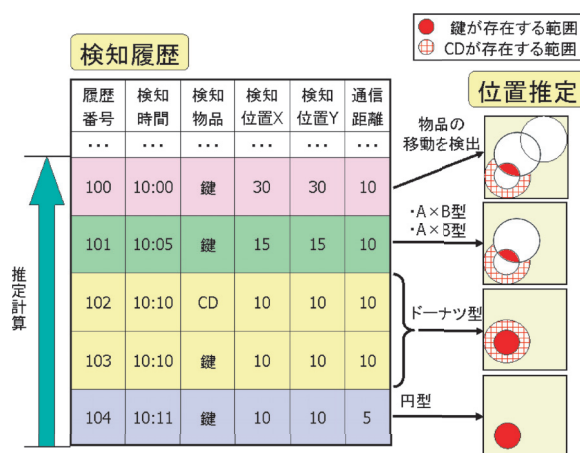 鍵が存在する範囲
CDが存在する範囲
検知履歴
位置推定
履歴番号 検知時間 検知物品 検知位置X 検知位置Y 通信距離
… … … … … …
100 10:00 鍵 30 30 10
101 10:05 鍵 15 15 10
102 10:10 CD 10 10 10
103 10:10 鍵 10 10 10
104 10:11 鍵 10 10 5
推定計算
物品の
移動を検出
・A×B型
・A×B型
ドーナツ型
円型